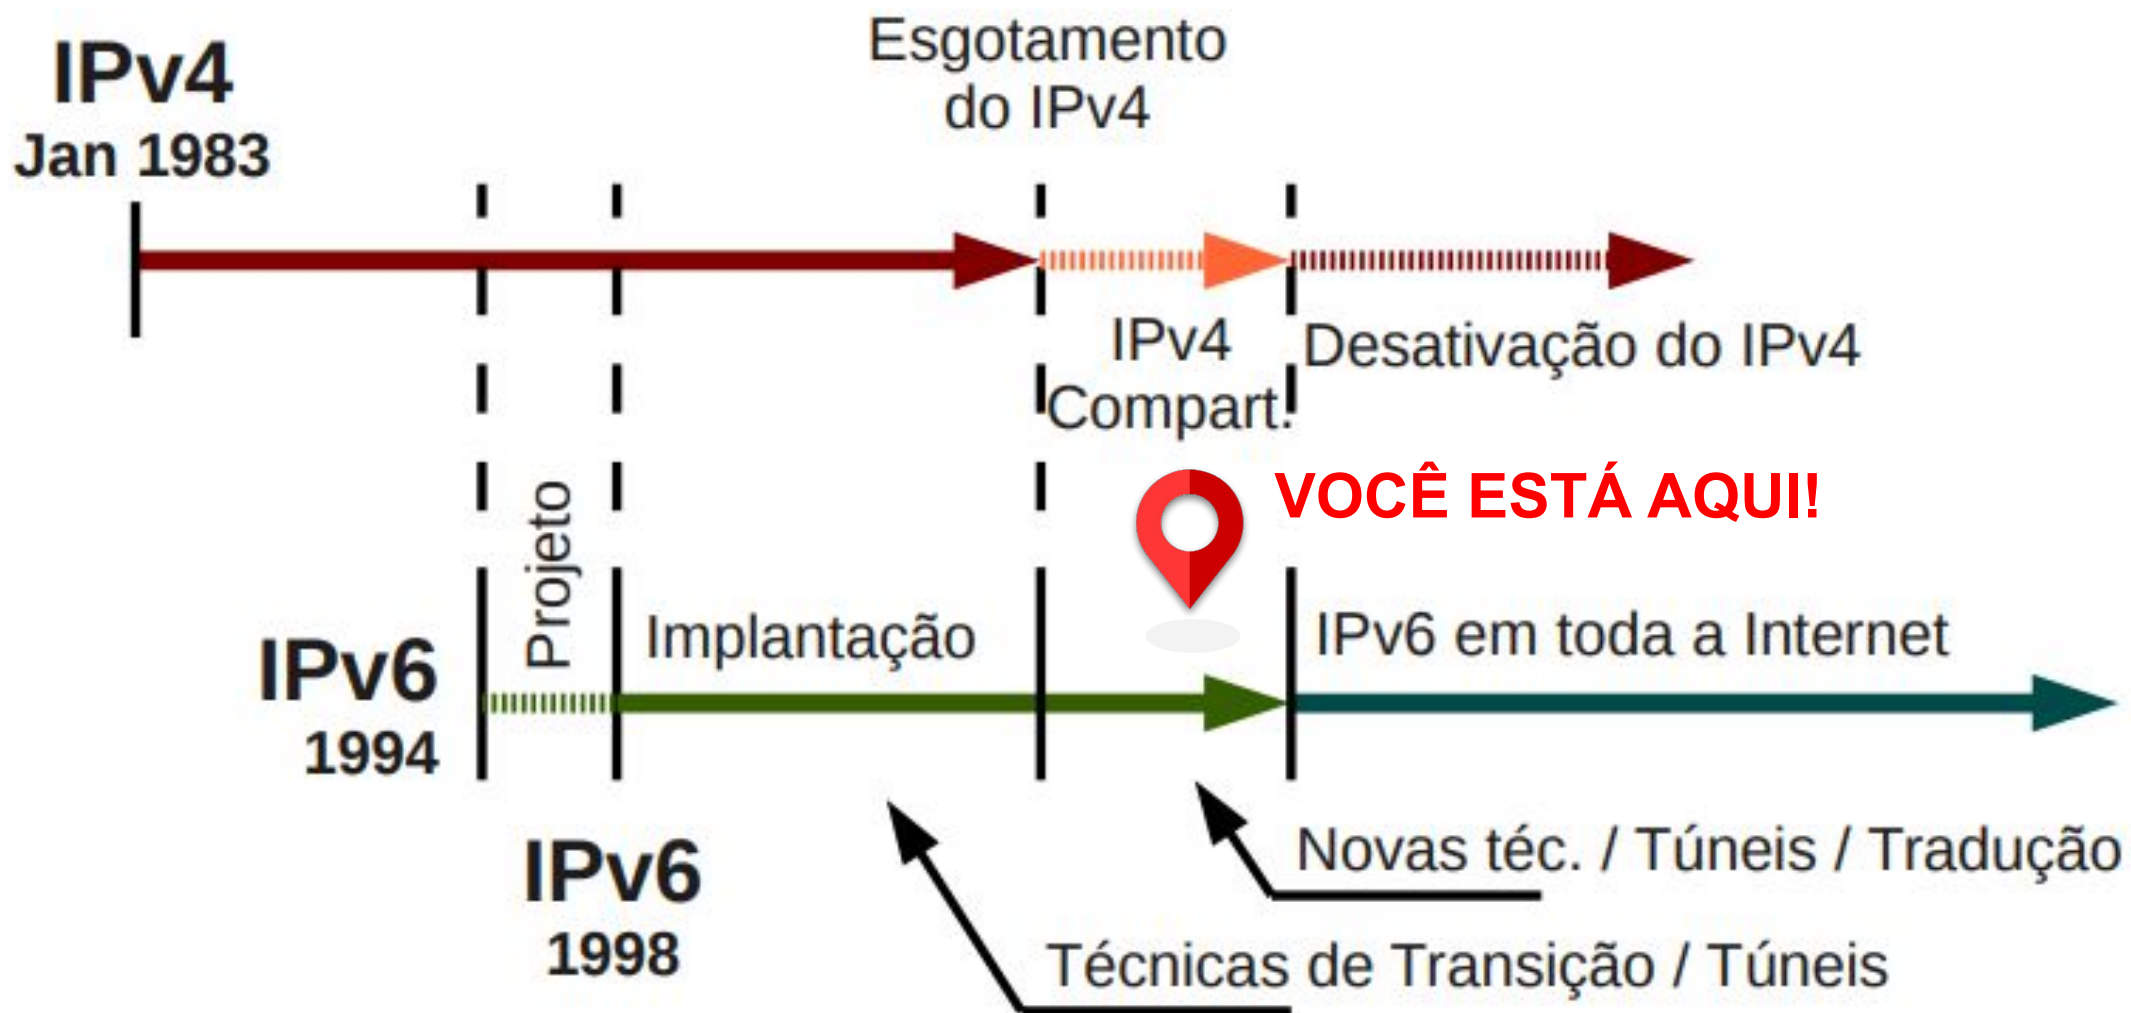 IPv4
Jan 1983
Esgotamento
do IPv4
IPv4
Compart.
Desativação do IPv4
VOCÊ ESTÁ AQUI!
Projeto
Implantação
IPv6 em toda a Internet
IPv6
1994
IPv6
1998
Novas téc. / Túneis / Tradução
Técnicas de Transição / Túneis